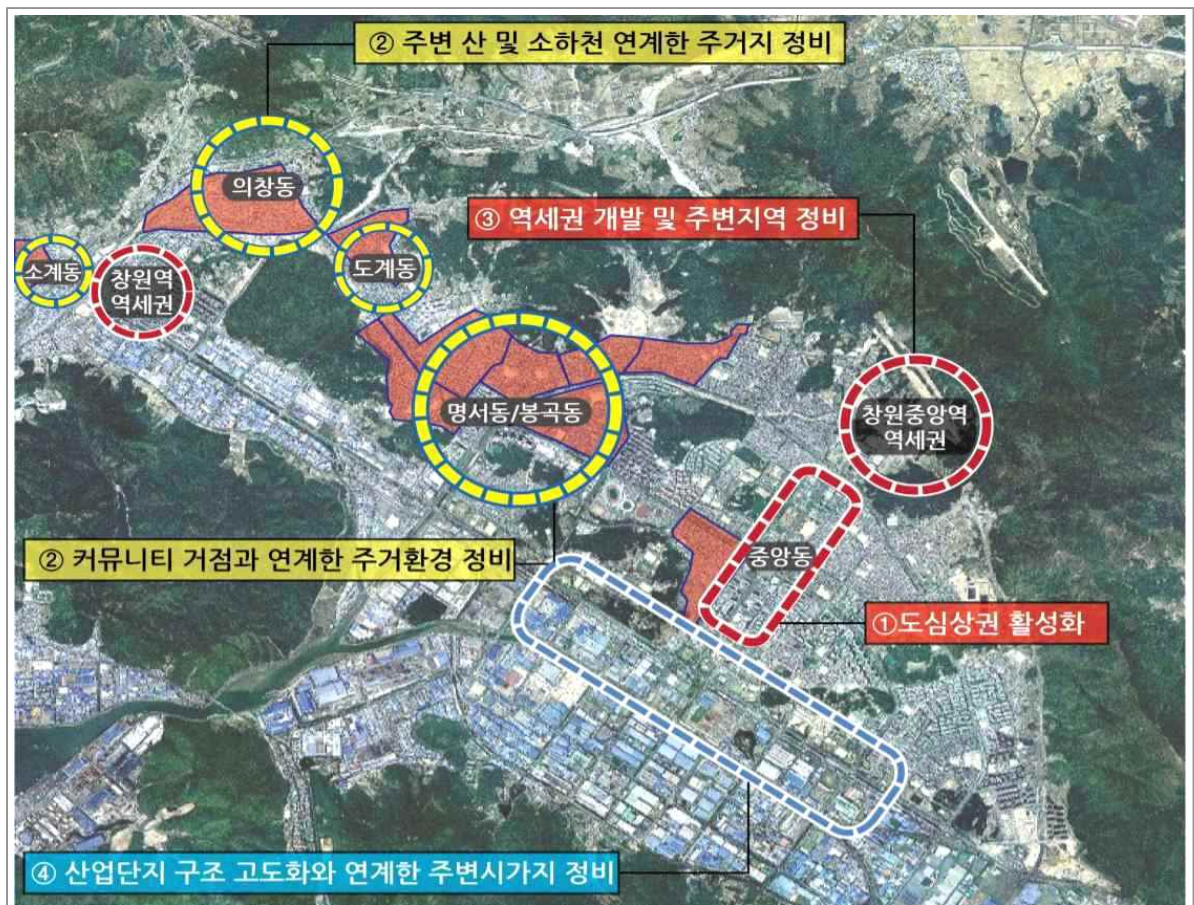 ② 주변 산 및 소하천 연계한 주거지 정비
의창동
③ 역세권 개발 및 주변지역 정비
소계동
창원역
역세권
도계동
명서동/봉곡동
창원중앙역
역세권
② 커뮤니티 거점과 연계한 주거환경 정비
중앙동
①도심상권 활성화
④ 산업단지 구조 고도화와 연계한 주변시가지 정비